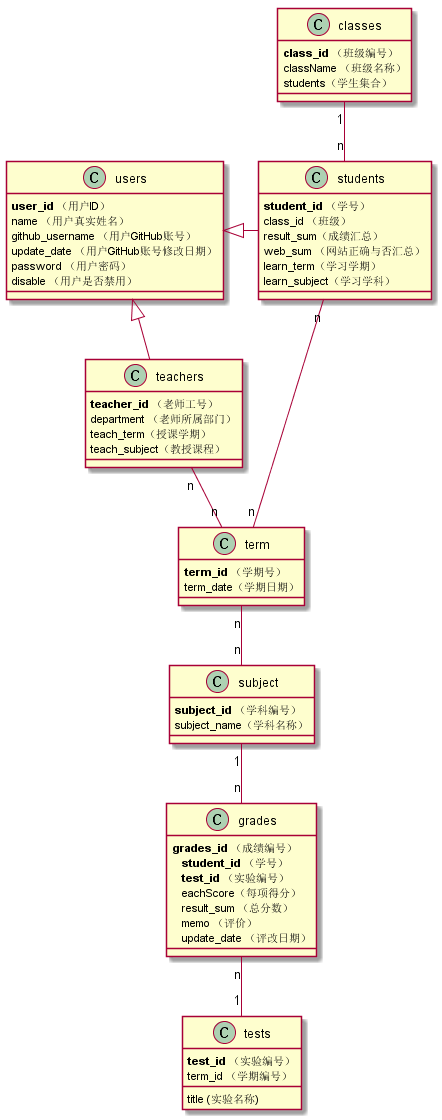 C classes
class_id （班级编号）
className （班级名称）
students（学生集合）
1
n
C users
user_id （用户ID）
name （用户真实姓名）
github_username （用户GitHub账号）
update_date （用户GitHub账号修改日期）
password （用户密码）
disable （用户是否禁用）
C students
student_id （学号）
class_id （班级）
result_sum（成绩汇总）
web_sum （网站正确与否汇总）
learn_term（学习学期）
learn_subject（学习学科）
n
C teachers
teacher_id （老师工号）
department （老师所属部门）
teach_term（授课学期）
teach_subject（教授课程）
n
n
n
C term
term_id （学期号）
term_date（学期日期）
n
n
C subject
subject_id （学科编号）
subject_name（学科名称）
1
n
C grades
grades_id （成绩编号）
student_id （学号）
test_id （实验编号）
eachScore（每项得分）
result_sum （总分数）
memo （评价）
update_date （评改日期）
n
1
C tests
test_id （实验编号）
term_id （学期编号）
title (实验名称)